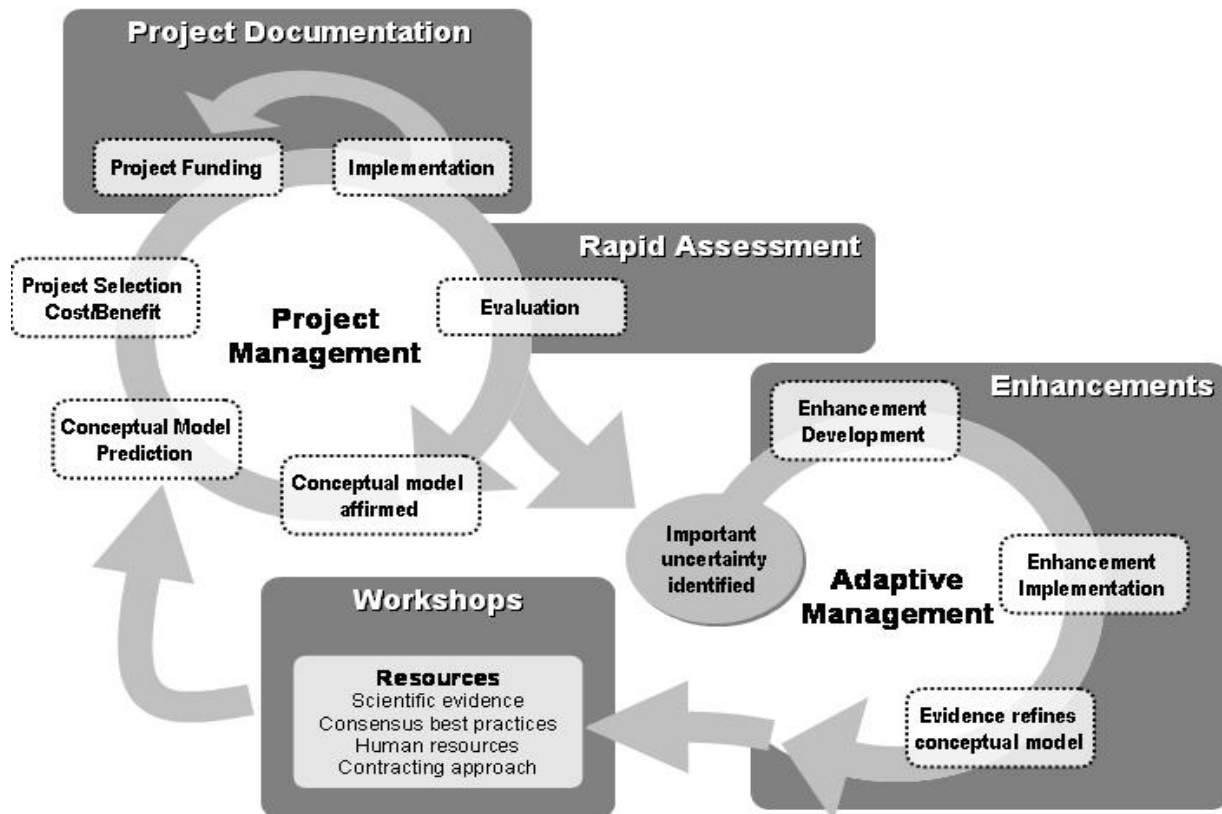 Project Documentation
Project Funding
Implementation
Rapid Assessment
Project Selection
Cost/Benefit
Evaluation
Project
Management
Conceptual Model
Prediction
Conceptual model
affirmed
Enhancements
Enhancement
Development
Important
uncertainty
identified
Enhancement
Implementation
Adaptive
Management
Evidence refines
conceptual model
Workshops
Resources
Scientific evidence
Consensus best practices
Human resources
Contracting approach